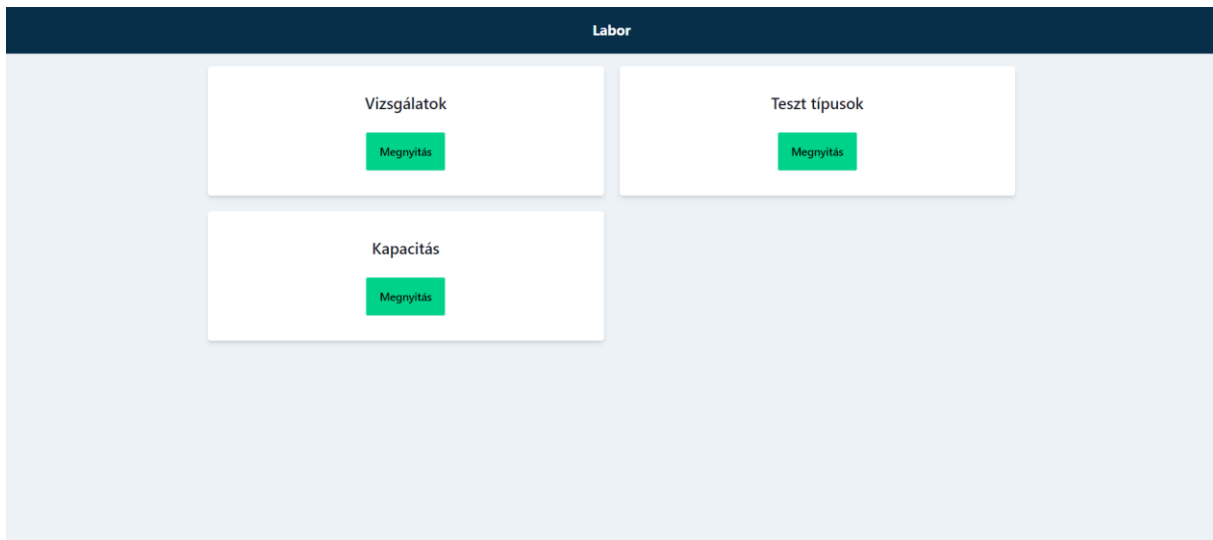 Labor
Vizsgálatok
Megnyitás
Teszt típusok
Megnyitás
Kapacitás
Megnyitás